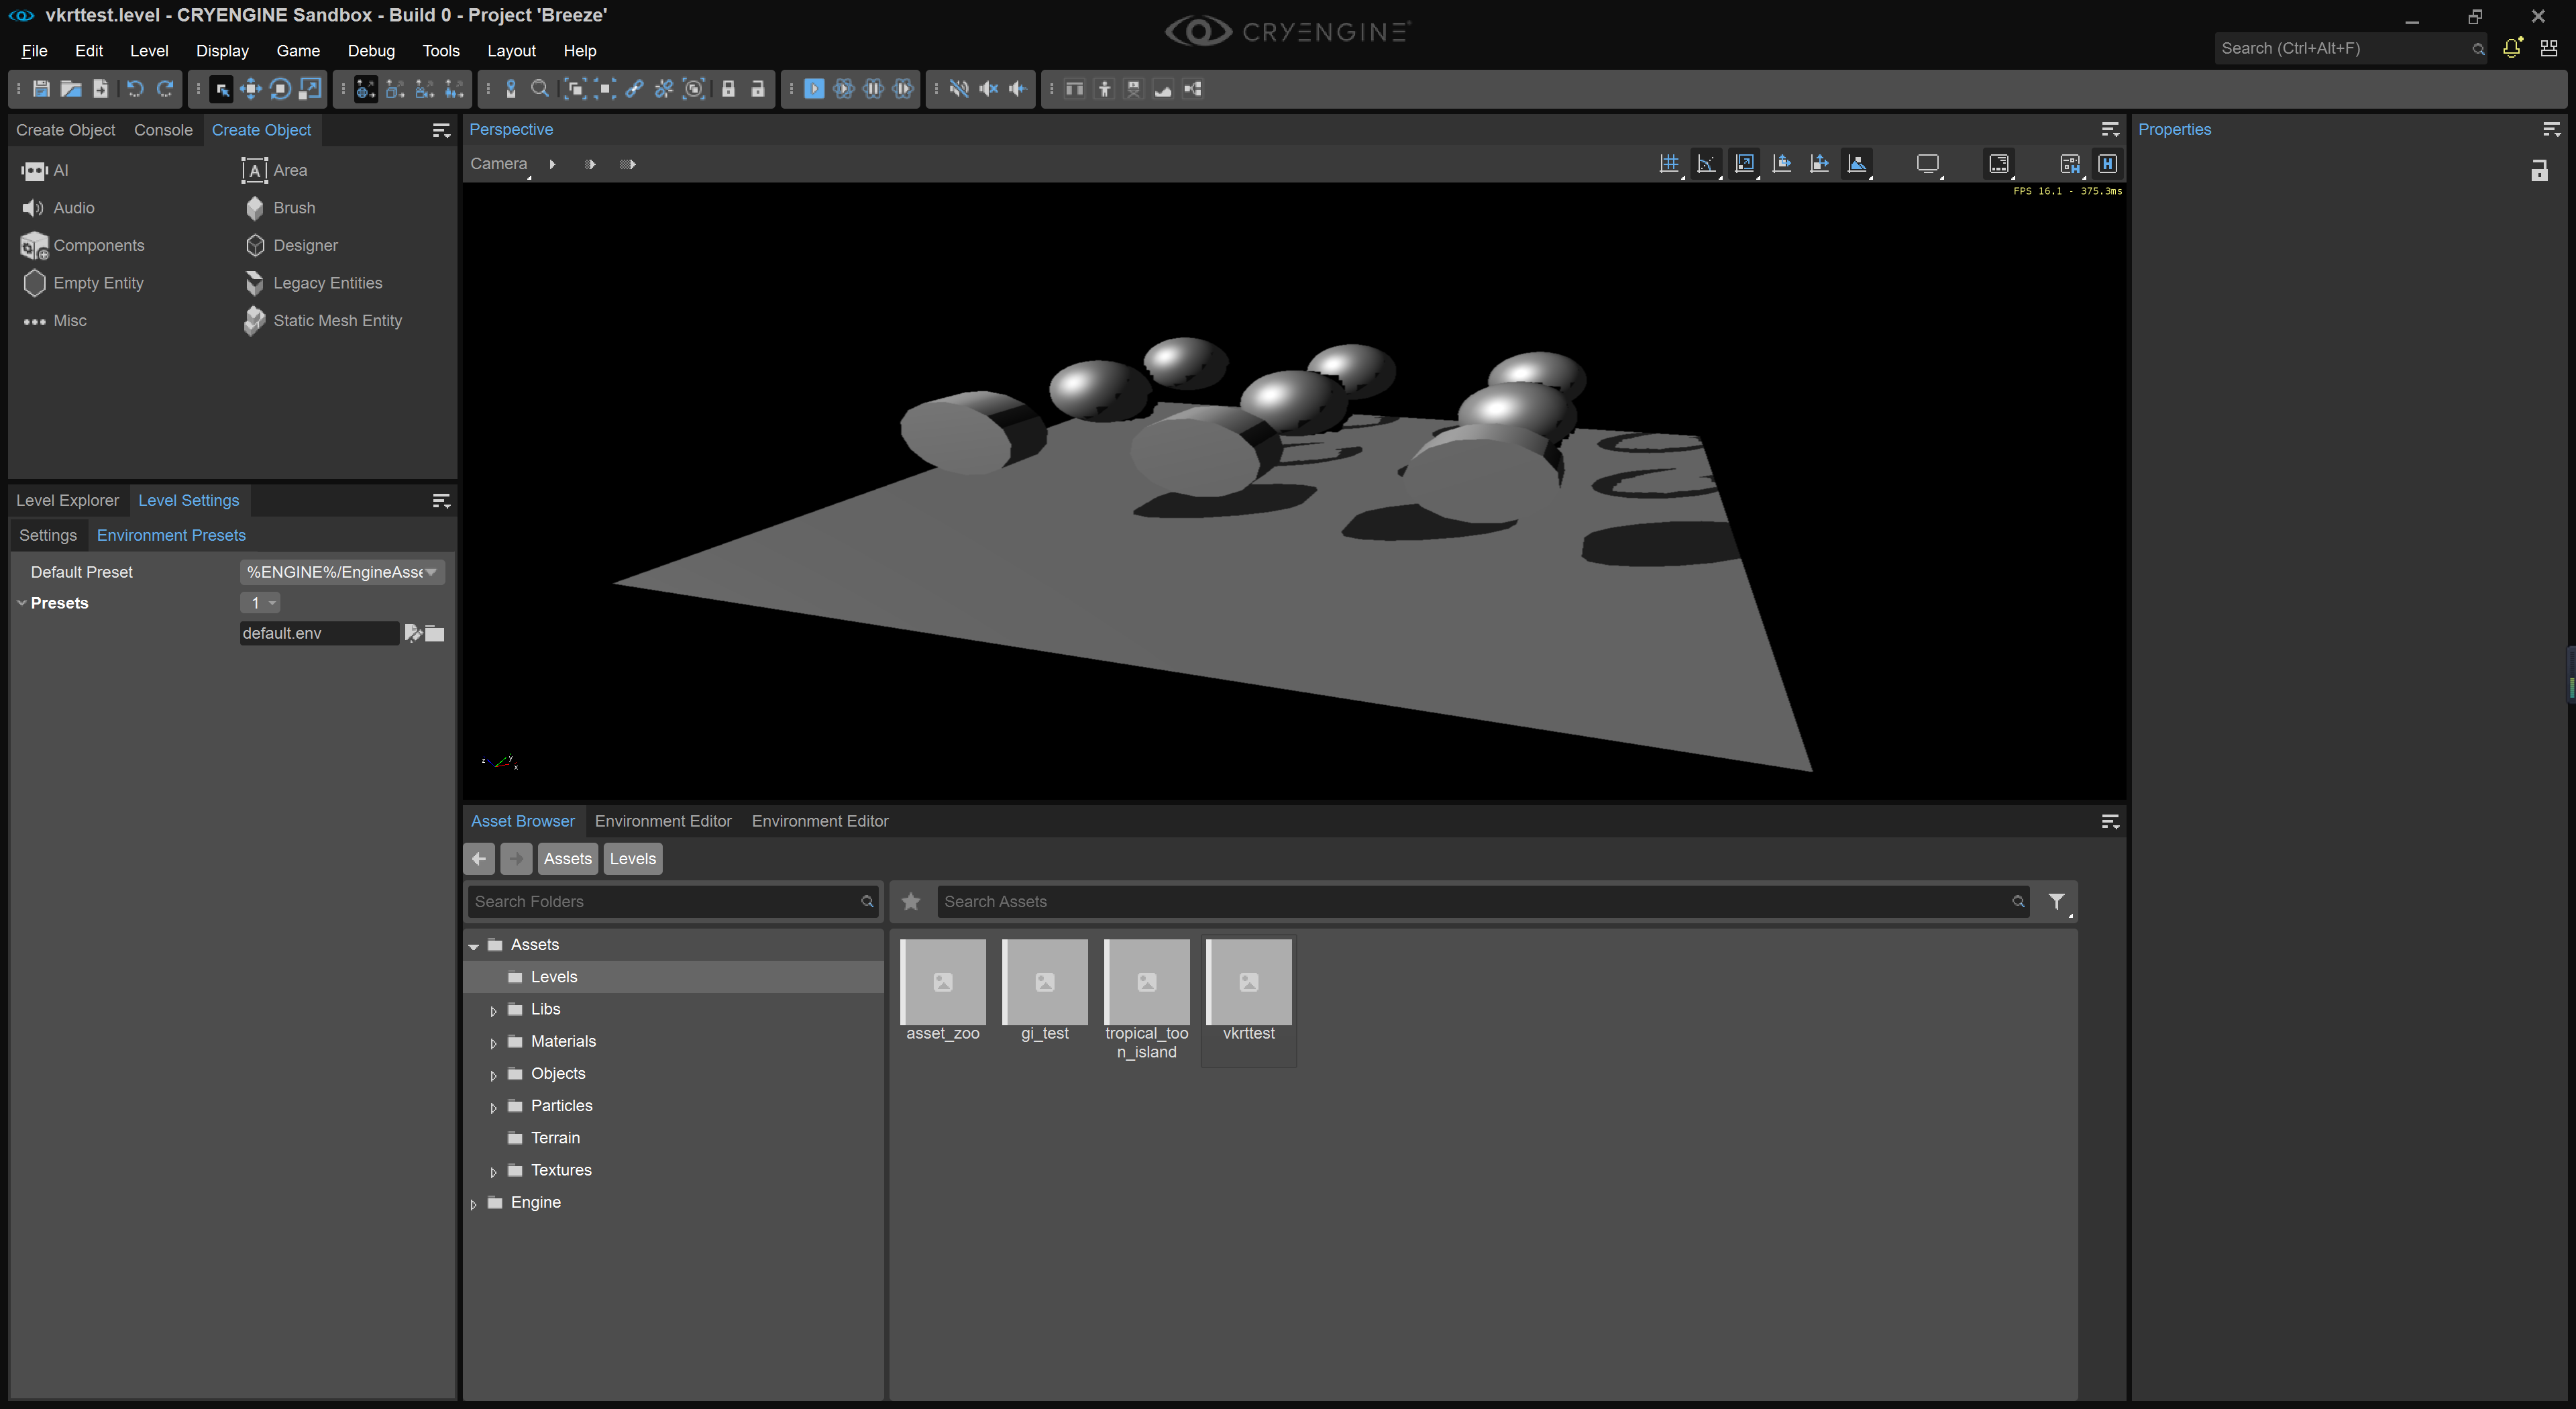 vkrttest.level - CRYENGINE Sandbox - Build 0 - Project 'Breeze'
CRYENGINE
File Edit Level Display Game Debug Tools Layout Help
Search (Ctrl+Alt+F)
Create Object Console Create Object
AI Area
Audio Brush
Components Designer
Empty Entity Legacy Entities
Misc Static Mesh Entity
Level Explorer Level Settings
Settings Environment Presets
Default Preset %ENGINE%/EngineAsse
Presets 1
default.env
Perspective
Camera
FPS 16.1 - 375.3ms
z y x
Asset Browser Environment Editor Environment Editor
Assets Levels
Search Folders
Search Assets
Assets
Levels
Libs
Materials
Objects
Particles
Terrain
Textures
Engine
asset_zoo
gi_test
tropical_too
n_island
vkrttest
Properties